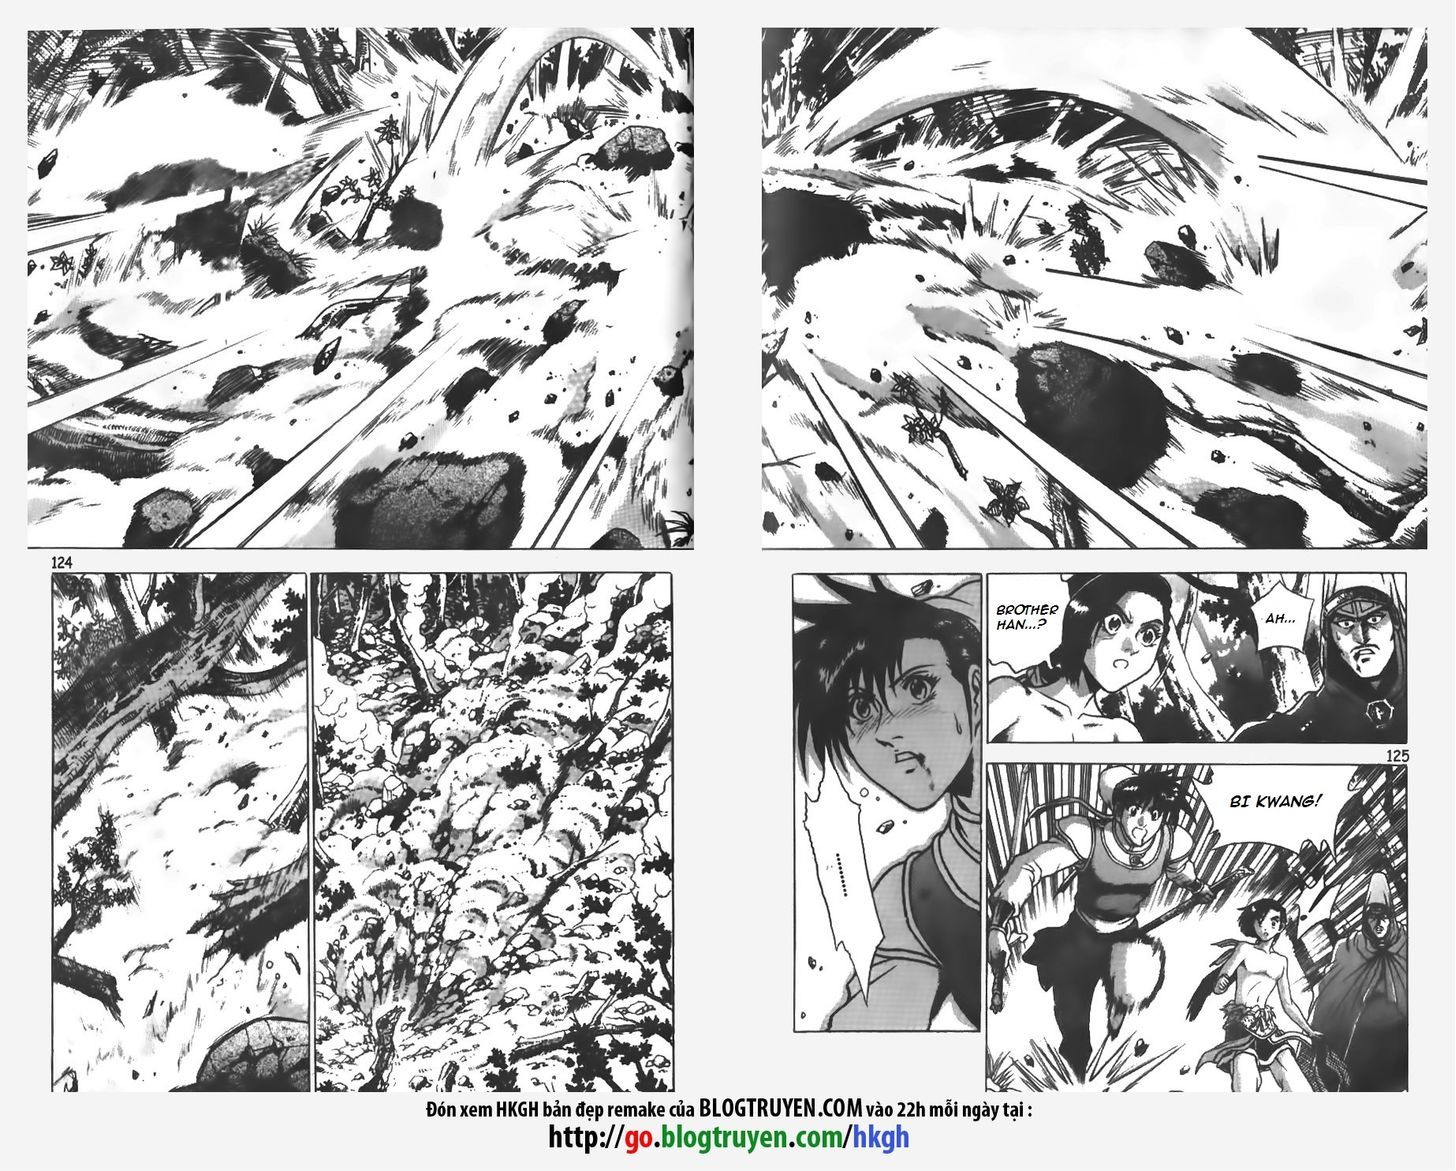 124
BROTHER
HAN...?
AH...
.........
125
BI KWANG!
Đón xem HKGH bản đẹp remake của BLOGTRUYEN.COM vào 22h mỗi ngày tại :
http://go.blogtruyen.com/hkgh